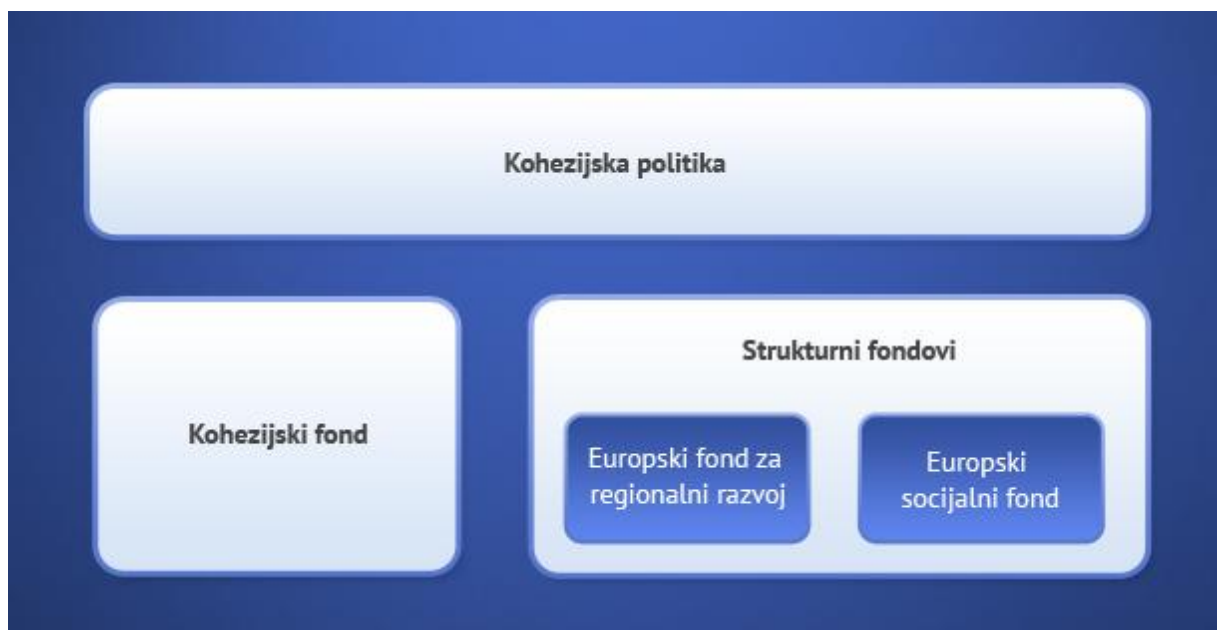 Kohezijska politika
Kohezijski fond
Strukturni fondovi
Europski fond za
regionalni razvoj
Europski
socijalni fond